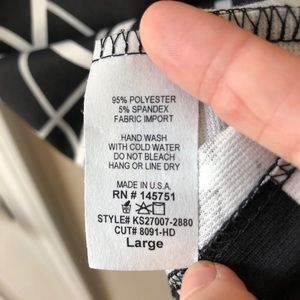 95% POLYESTER
5% SPANDEX
FABRIC IMPORT
HAND WASH
WITH COLD WATER
DO NOT BLEACH
HANG OR LINE DRY
MADE IN U.S.A.
RN # 145751
STYLE# KS27007-2880
CUT# 8091-HD
Large